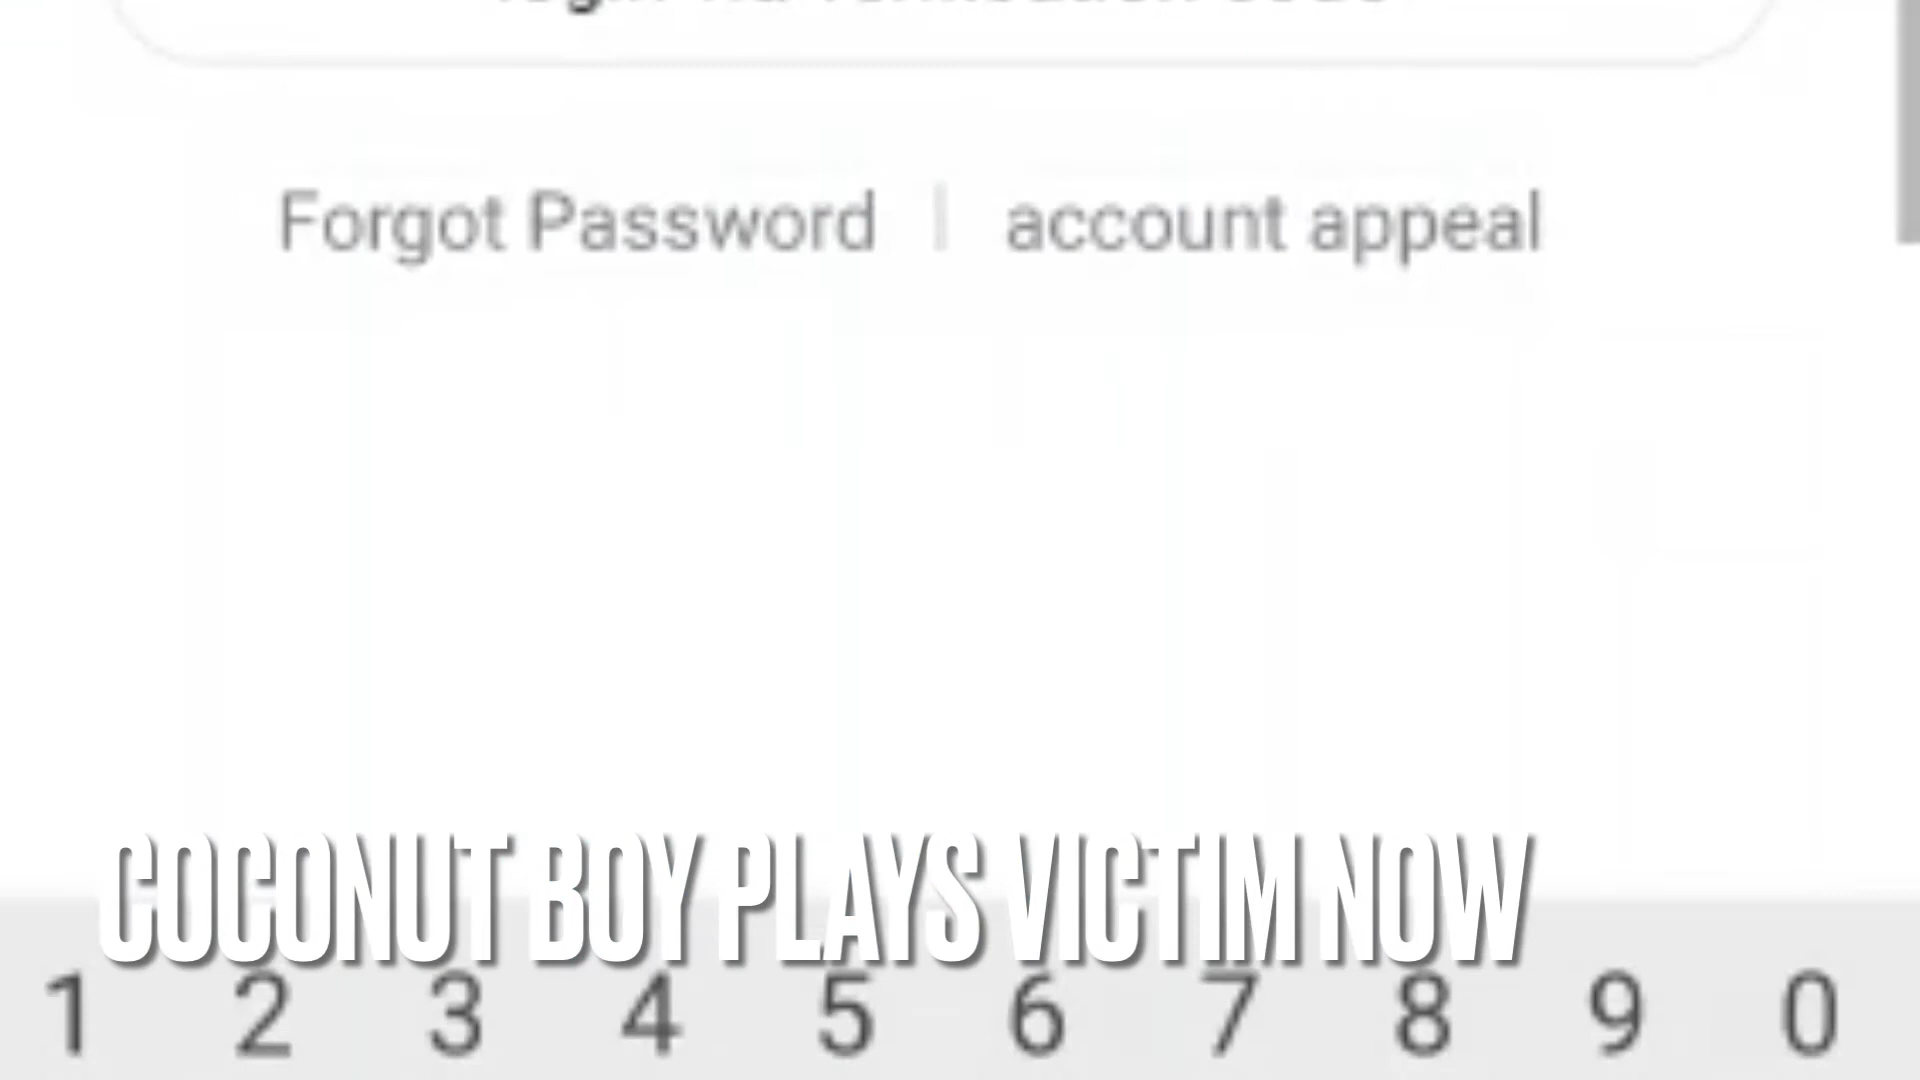 Forgot Password | account appeal
COCONUT BOY PLAYS VICTIM NOW
1 2 3 4 5 6 7 8 9 0